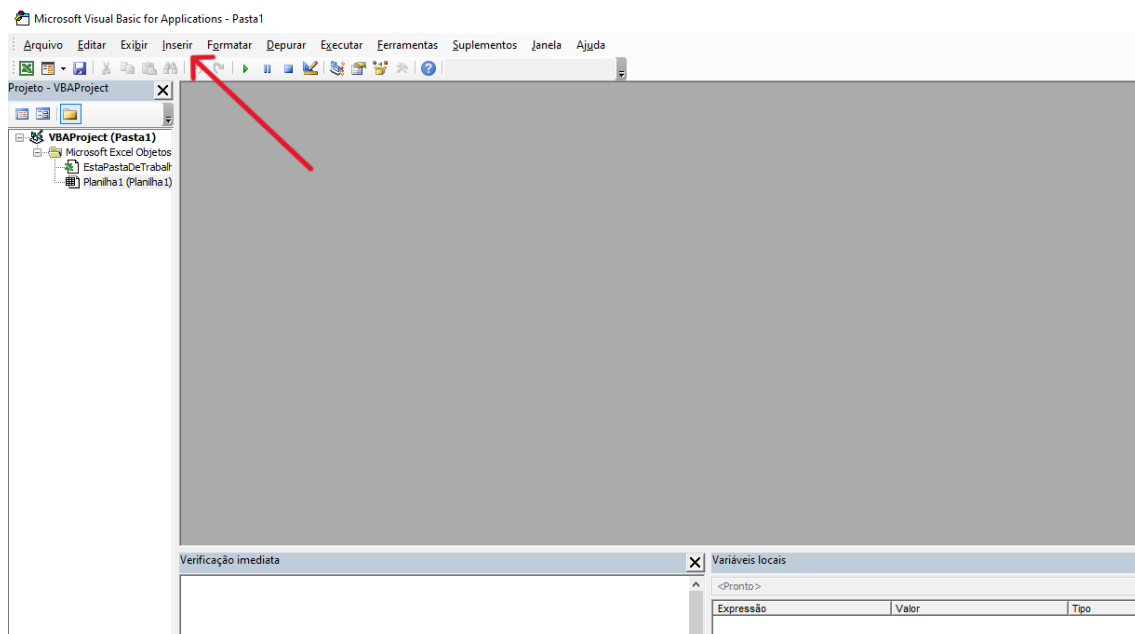 Microsoft Visual Basic for Applications - Pasta1
Arquivo Editar Exibir Inserir Formatar Depurar Executar Ferramentas Suplementos Janela Ajuda
Projeto - VBAProject
VBAProject (Pasta1)
Microsoft Excel Objetos
EstaPastaDeTrabalh
Planilha1 (Planilha1)
Verificação imediata
Variáveis locais
<Pronto>
Expressão Valor Tipo